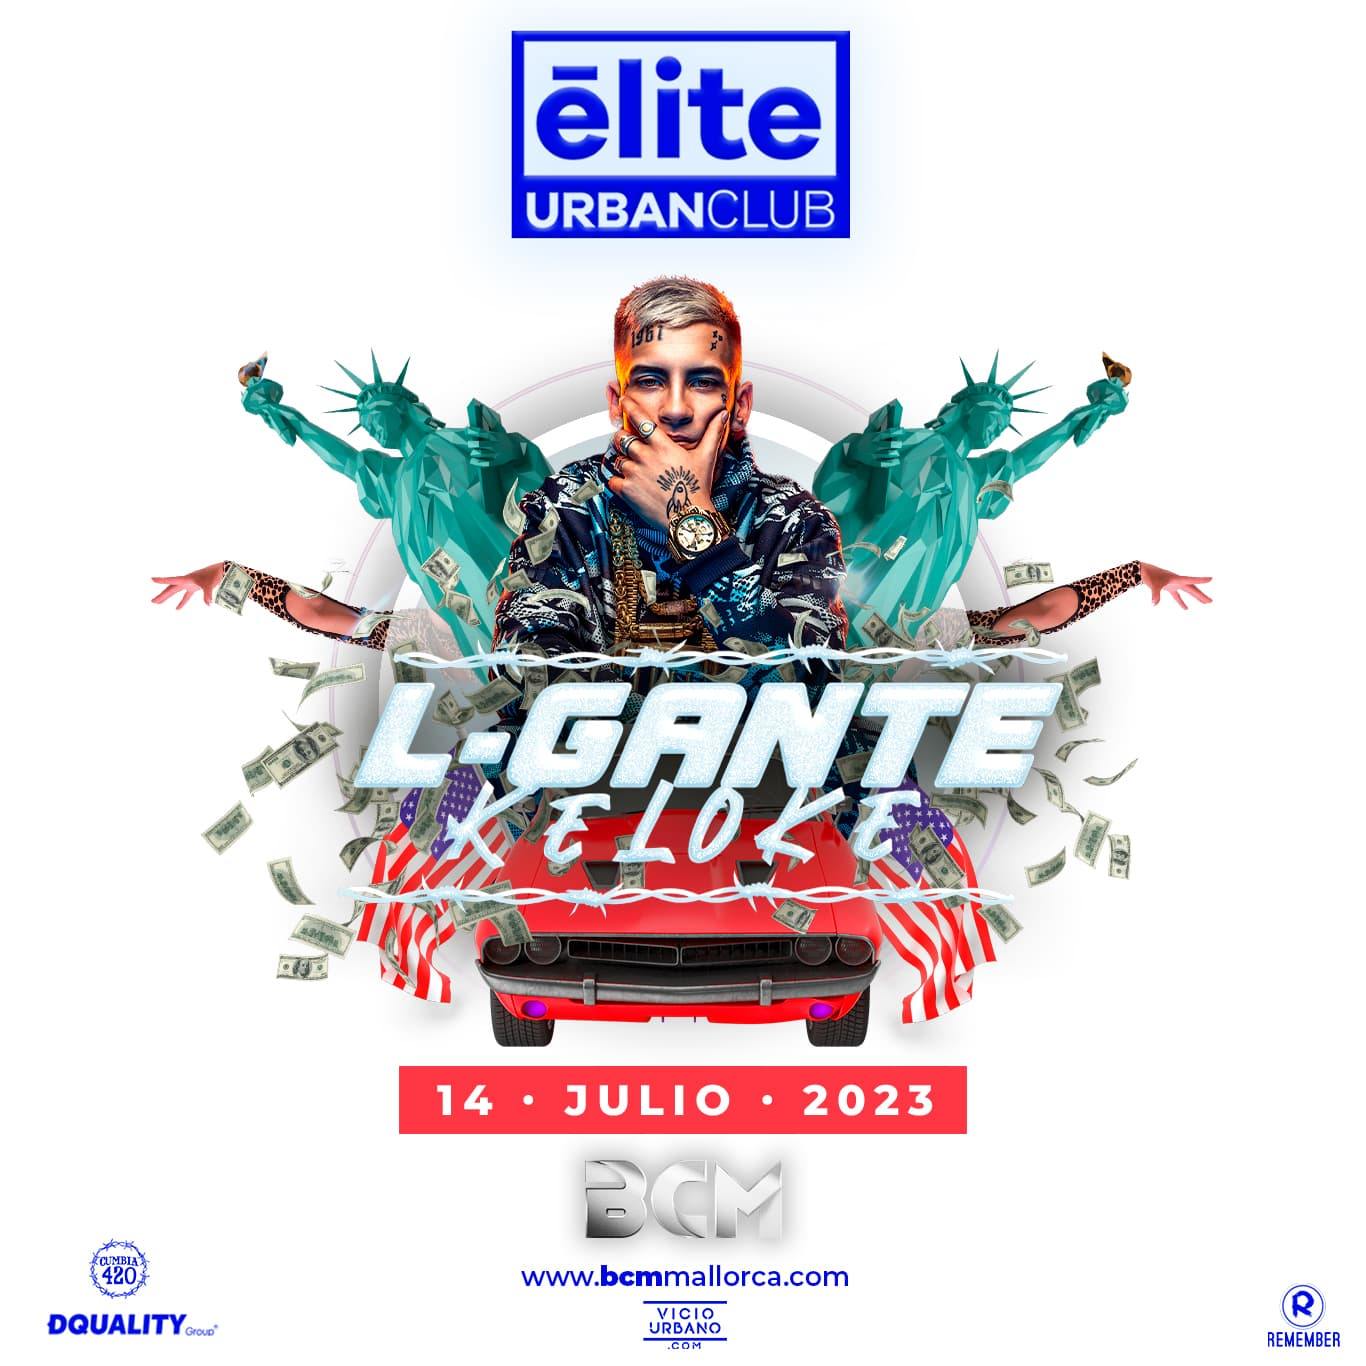 ēlite
URBANCLUB
1967
L-GANTE
KELOKE
14 · JULIO · 2023
BCM
www.bcmmallorca.com
VICIO
URBANO
.COM
CUMBIA
420
DQUALITY Group®
R
REMEMBER